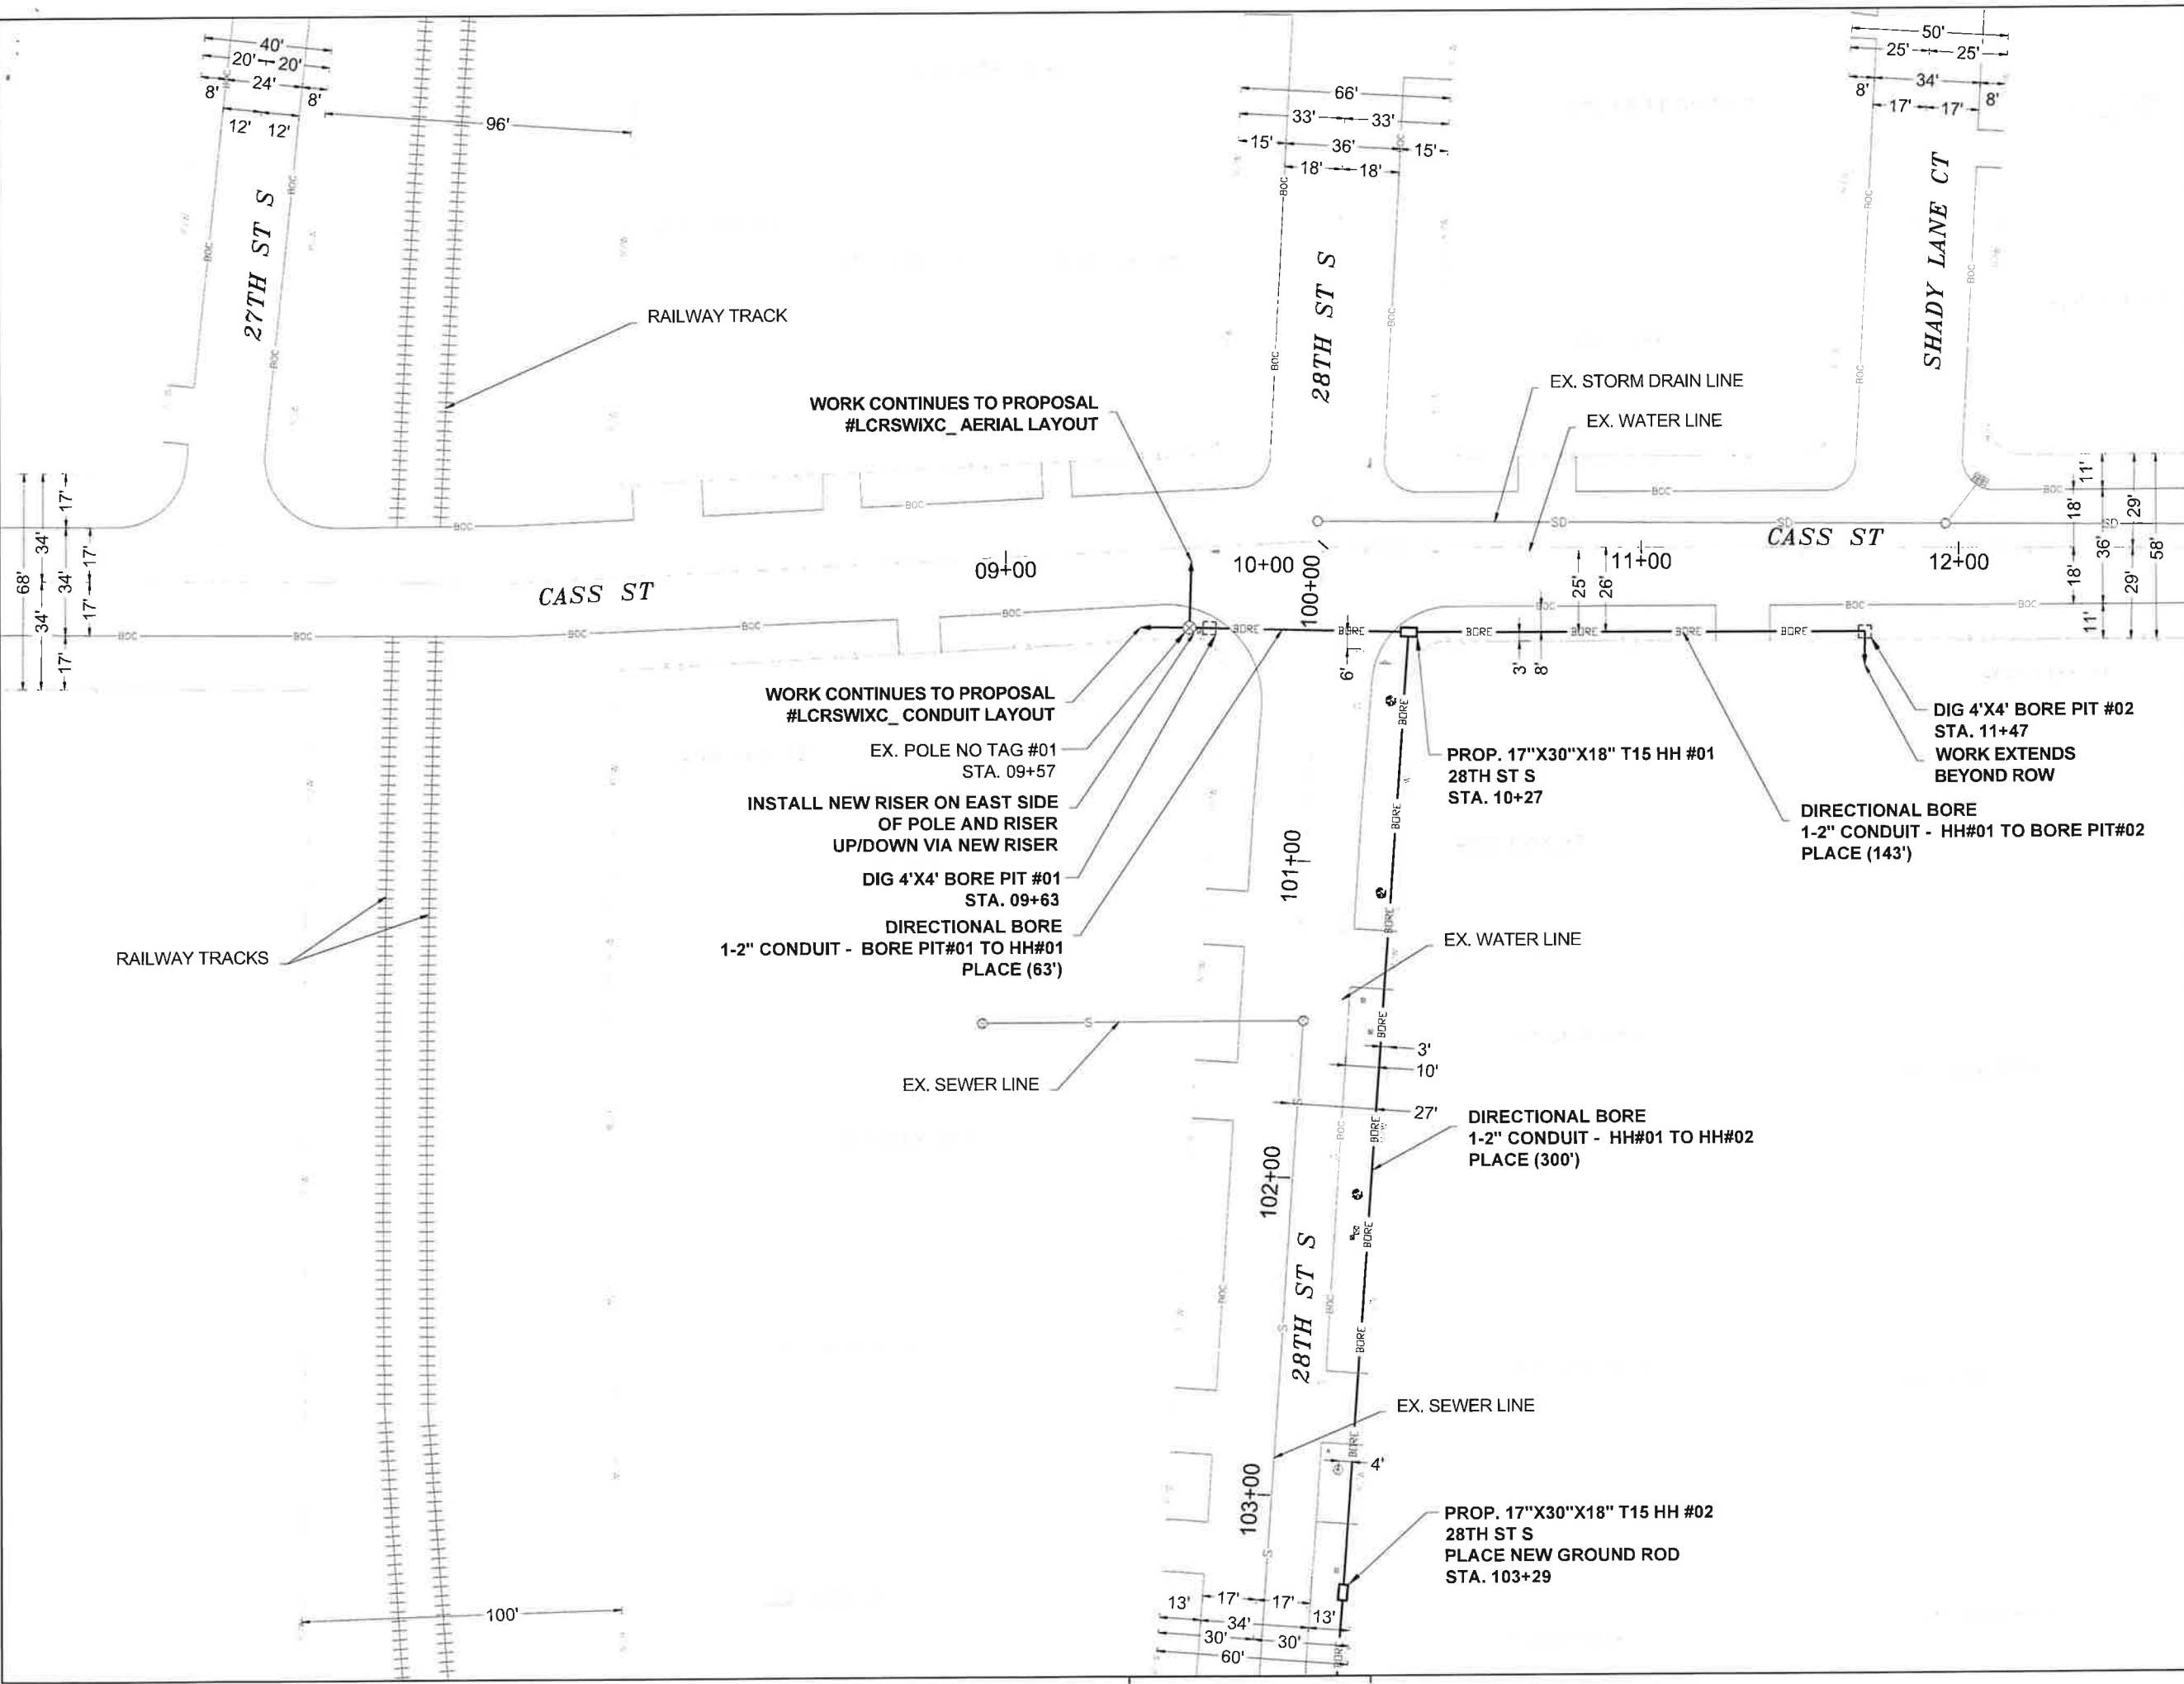 40'
20' 20'
24'
8' 8'
12' 12'
96'
27TH ST S
RAILWAY TRACK
66'
33' 33'
15' 36' 15'
18' 18'
28TH ST S
50'
25' 25'
34'
8' 8'
17' 17'
SHADY LANE CT
WORK CONTINUES TO PROPOSAL
#LCRSWIXC_ AERIAL LAYOUT
EX. STORM DRAIN LINE
EX. WATER LINE
68'
34'
34'
17'
34'
17'
17'
17'
CASS ST
09+00
10+00
100+00
11+00
12+00
CASS ST
25'
26'
11'
18'
36'
18'
11'
29'
29'
58'
BOC
SD
BORE
6'
3'
8'
WORK CONTINUES TO PROPOSAL
#LCRSWIXC_ CONDUIT LAYOUT
EX. POLE NO TAG #01
STA. 09+57
INSTALL NEW RISER ON EAST SIDE
OF POLE AND RISER
UP/DOWN VIA NEW RISER
DIG 4'X4' BORE PIT #01
STA. 09+63
DIRECTIONAL BORE
1-2" CONDUIT - BORE PIT#01 TO HH#01
PLACE (63')
PROP. 17"X30"X18" T15 HH #01
28TH ST S
STA. 10+27
DIG 4'X4' BORE PIT #02
STA. 11+47
WORK EXTENDS
BEYOND ROW
DIRECTIONAL BORE
1-2" CONDUIT - HH#01 TO BORE PIT#02
PLACE (143')
101+00
RAILWAY TRACKS
EX. WATER LINE
EX. SEWER LINE
S
3'
10'
27'
DIRECTIONAL BORE
1-2" CONDUIT - HH#01 TO HH#02
PLACE (300')
102+00
28TH ST S
EX. SEWER LINE
4'
103+00
PROP. 17"X30"X18" T15 HH #02
28TH ST S
PLACE NEW GROUND ROD
STA. 103+29
100'
13' 17' 17' 13'
34'
30' 30'
60'